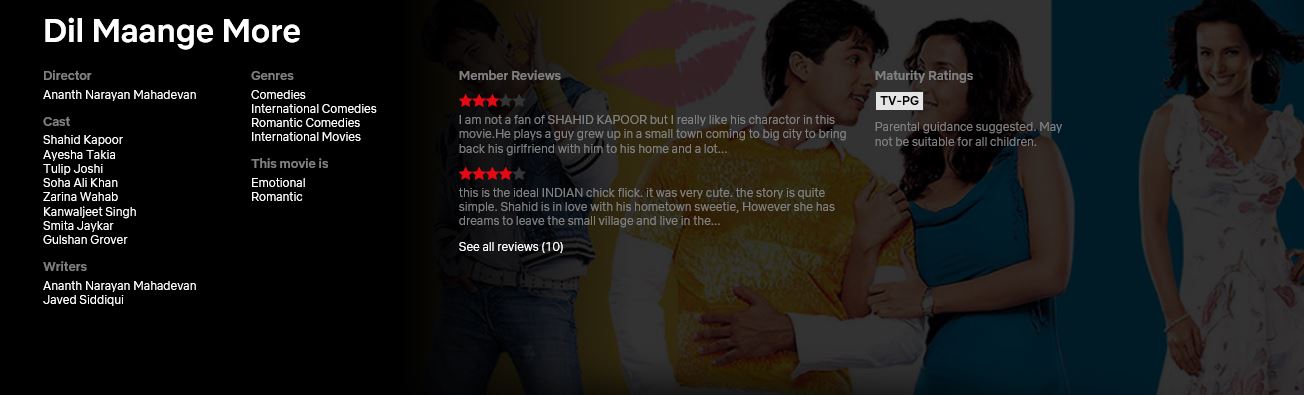 Dil Maange More
Director
Ananth Narayan Mahadevan
Cast
Shahid Kapoor
Ayesha Takia
Tulip Joshi
Soha Ali Khan
Zarina Wahab
Kanwaljeet Singh
Smita Jaykar
Gulshan Grover
Writers
Ananth Narayan Mahadevan
Javed Siddiqui
Genres
Comedies
International Comedies
Romantic Comedies
International Movies
This movie is
Emotional
Romantic
Member Reviews
I am not a fan of SHAHID KAPOOR but I really like his charactor in this
movie.He plays a guy grew up in a small town coming to big city to bring
back his girlfriend with him to his home and a lot...
this is the ideal INDIAN chick flick. it was very cute. the story is quite
simple. Shahid is in love with his hometown sweetie, However she has
dreams to leave the small village and live in the...
See all reviews (10)
Maturity Ratings
TV-PG
Parental guidance suggested. May
not be suitable for all children.